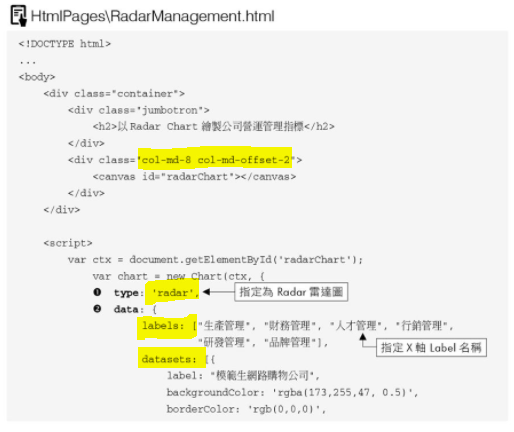 HtmlPages\RadarManagement.html
<!DOCTYPE html>
...
<body>
<div class="container">
<div class="jumbotron">
<h2>以 Radar Chart 繪製公司營運管理指標</h2>
</div>
<div class="col-md-8 col-md-offset-2">
<canvas id="radarChart"></canvas>
</div>
</div>
<script>
var ctx = document.getElementById('radarChart');
var chart = new Chart(ctx, {
❶ type: 'radar', 指定為 Radar 雷達圖
❷ data: {
labels: ["生產管理", "財務管理", "人才管理", "行銷管理",
"研發管理", "品牌管理"], 指定 X 軸 Label 名稱
datasets: [{
label: "模範生網路購物公司",
backgroundColor: 'rgba(173,255,47, 0.5)',
borderColor: 'rgb(0,0,0)',